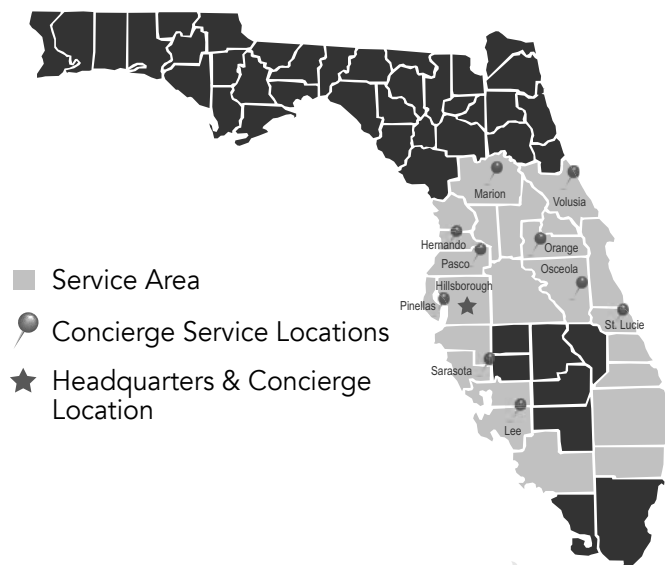 Marion
Volusia
Hernando
Orange
Pasco
Osceola
Service Area
Hillsborough
Pinellas
Concierge Service Locations
St. Lucie
Sarasota
Headquarters & Concierge
Location
Lee